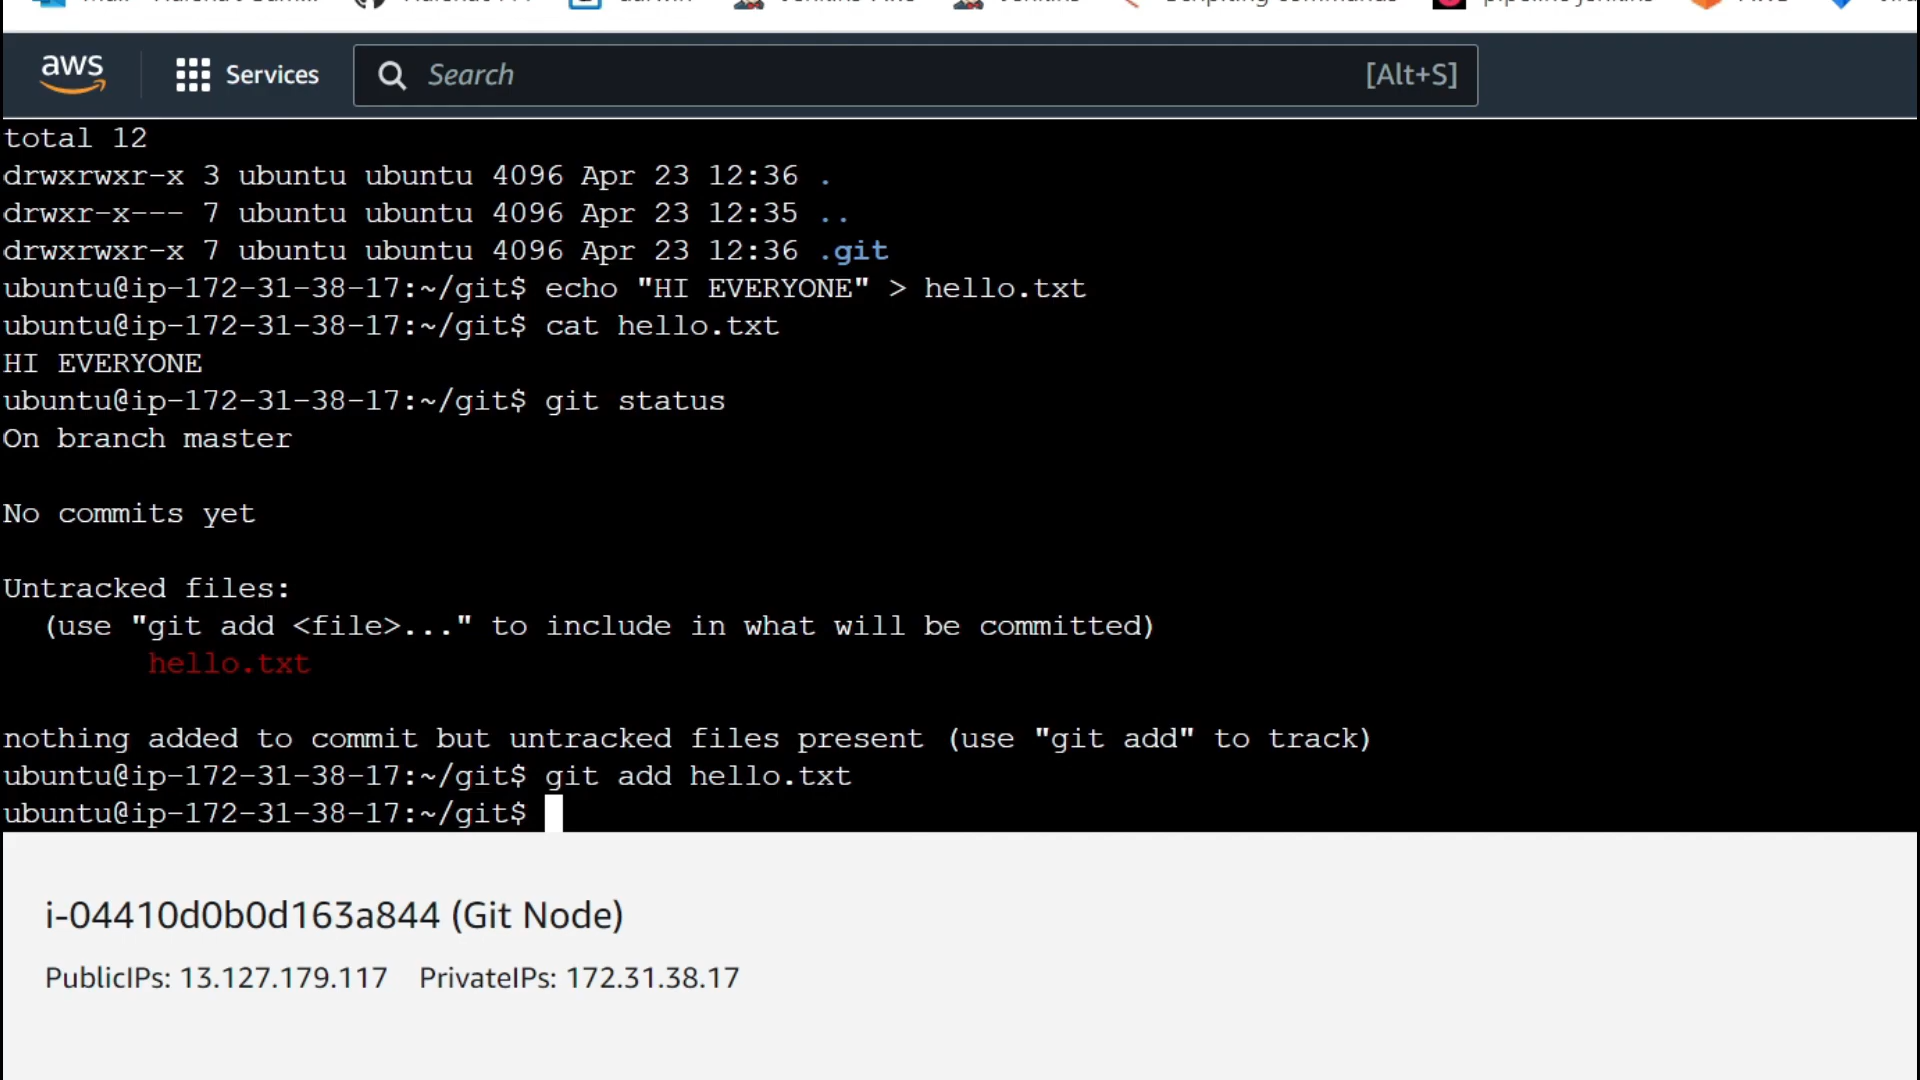 aws Services Search [Alt+S]
total 12
drwxrwxr-x 3 ubuntu ubuntu 4096 Apr 23 12:36 .
drwxr-x--- 7 ubuntu ubuntu 4096 Apr 23 12:35 ..
drwxrwxr-x 7 ubuntu ubuntu 4096 Apr 23 12:36 .git
ubuntu@ip-172-31-38-17:~/git$ echo "HI EVERYONE" > hello.txt
ubuntu@ip-172-31-38-17:~/git$ cat hello.txt
HI EVERYONE
ubuntu@ip-172-31-38-17:~/git$ git status
On branch master
No commits yet
Untracked files:
(use "git add <file>..." to include in what will be committed)
hello.txt
nothing added to commit but untracked files present (use "git add" to track)
ubuntu@ip-172-31-38-17:~/git$ git add hello.txt
ubuntu@ip-172-31-38-17:~/git$
i-04410d0b0d163a844 (Git Node)
PublicIPs: 13.127.179.117 PrivateIPs: 172.31.38.17